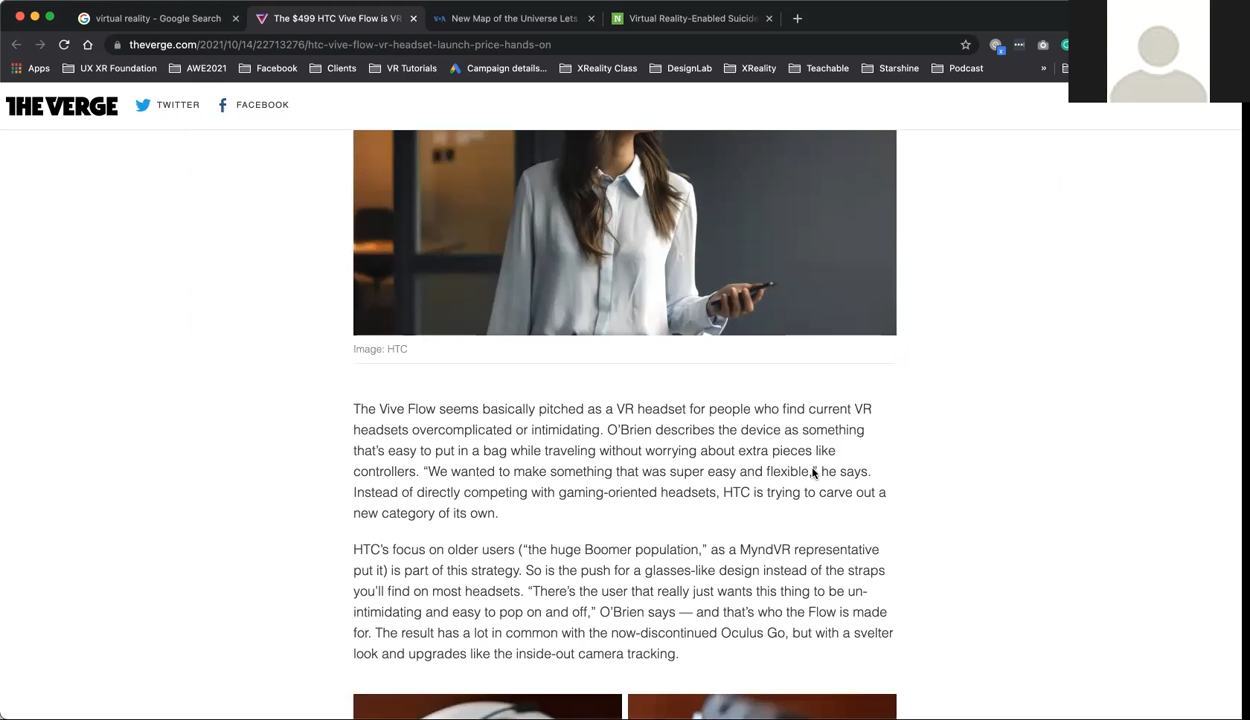 virtual reality - Google Search
The $499 HTC Vive Flow is VR
New Map of the Universe Lets
Virtual Reality-Enabled Suicide
theverge.com/2021/10/14/22713276/htc-vive-flow-vr-headset-launch-price-hands-on
Apps UX XR Foundation AWE2021 Facebook Clients VR Tutorials Campaign details... XReality Class DesignLab XReality Teachable Starshine Podcast »
THE VERGE TWITTER FACEBOOK
Image: HTC
The Vive Flow seems basically pitched as a VR headset for people who find current VR
headsets overcomplicated or intimidating. O’Brien describes the device as something
that’s easy to put in a bag while traveling without worrying about extra pieces like
controllers. “We wanted to make something that was super easy and flexible,” he says.
Instead of directly competing with gaming-oriented headsets, HTC is trying to carve out a
new category of its own.
HTC’s focus on older users (“the huge Boomer population,” as a MyndVR representative
put it) is part of this strategy. So is the push for a glasses-like design instead of the straps
you’ll find on most headsets. “There’s the user that really just wants this thing to be un-
intimidating and easy to pop on and off,” O’Brien says — and that’s who the Flow is made
for. The result has a lot in common with the now-discontinued Oculus Go, but with a svelter
look and upgrades like the inside-out camera tracking.